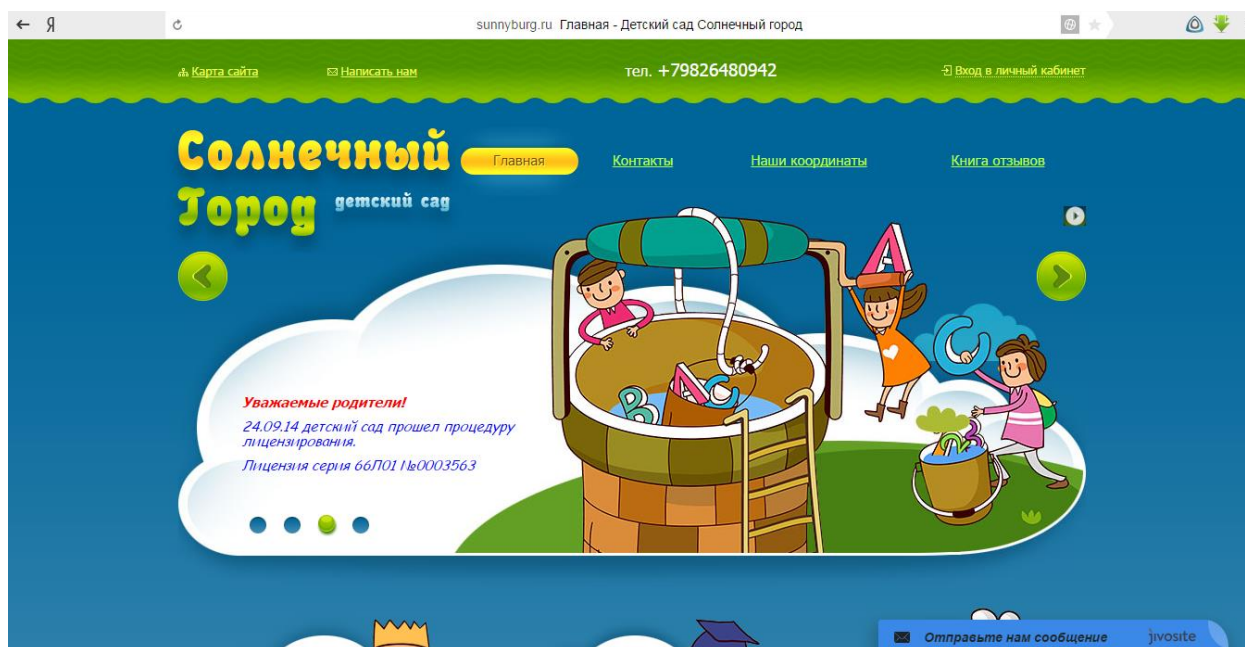 Я
sunnyburg.ru Главная - Детский сад Солнечный город
Карта сайта
Написать нам
тел. +79826480942
Вход в личный кабинет
Солнечный
Город
детский сад
Главная
Контакты
Наши координаты
Книга отзывов
A
C
B
A
C
Уважаемые родители!
24.09.14 детский сад прошел процедуру
лицензирования.
Лицензия серия 66Л01 №0003563
Отправьте нам сообщение
jivosite